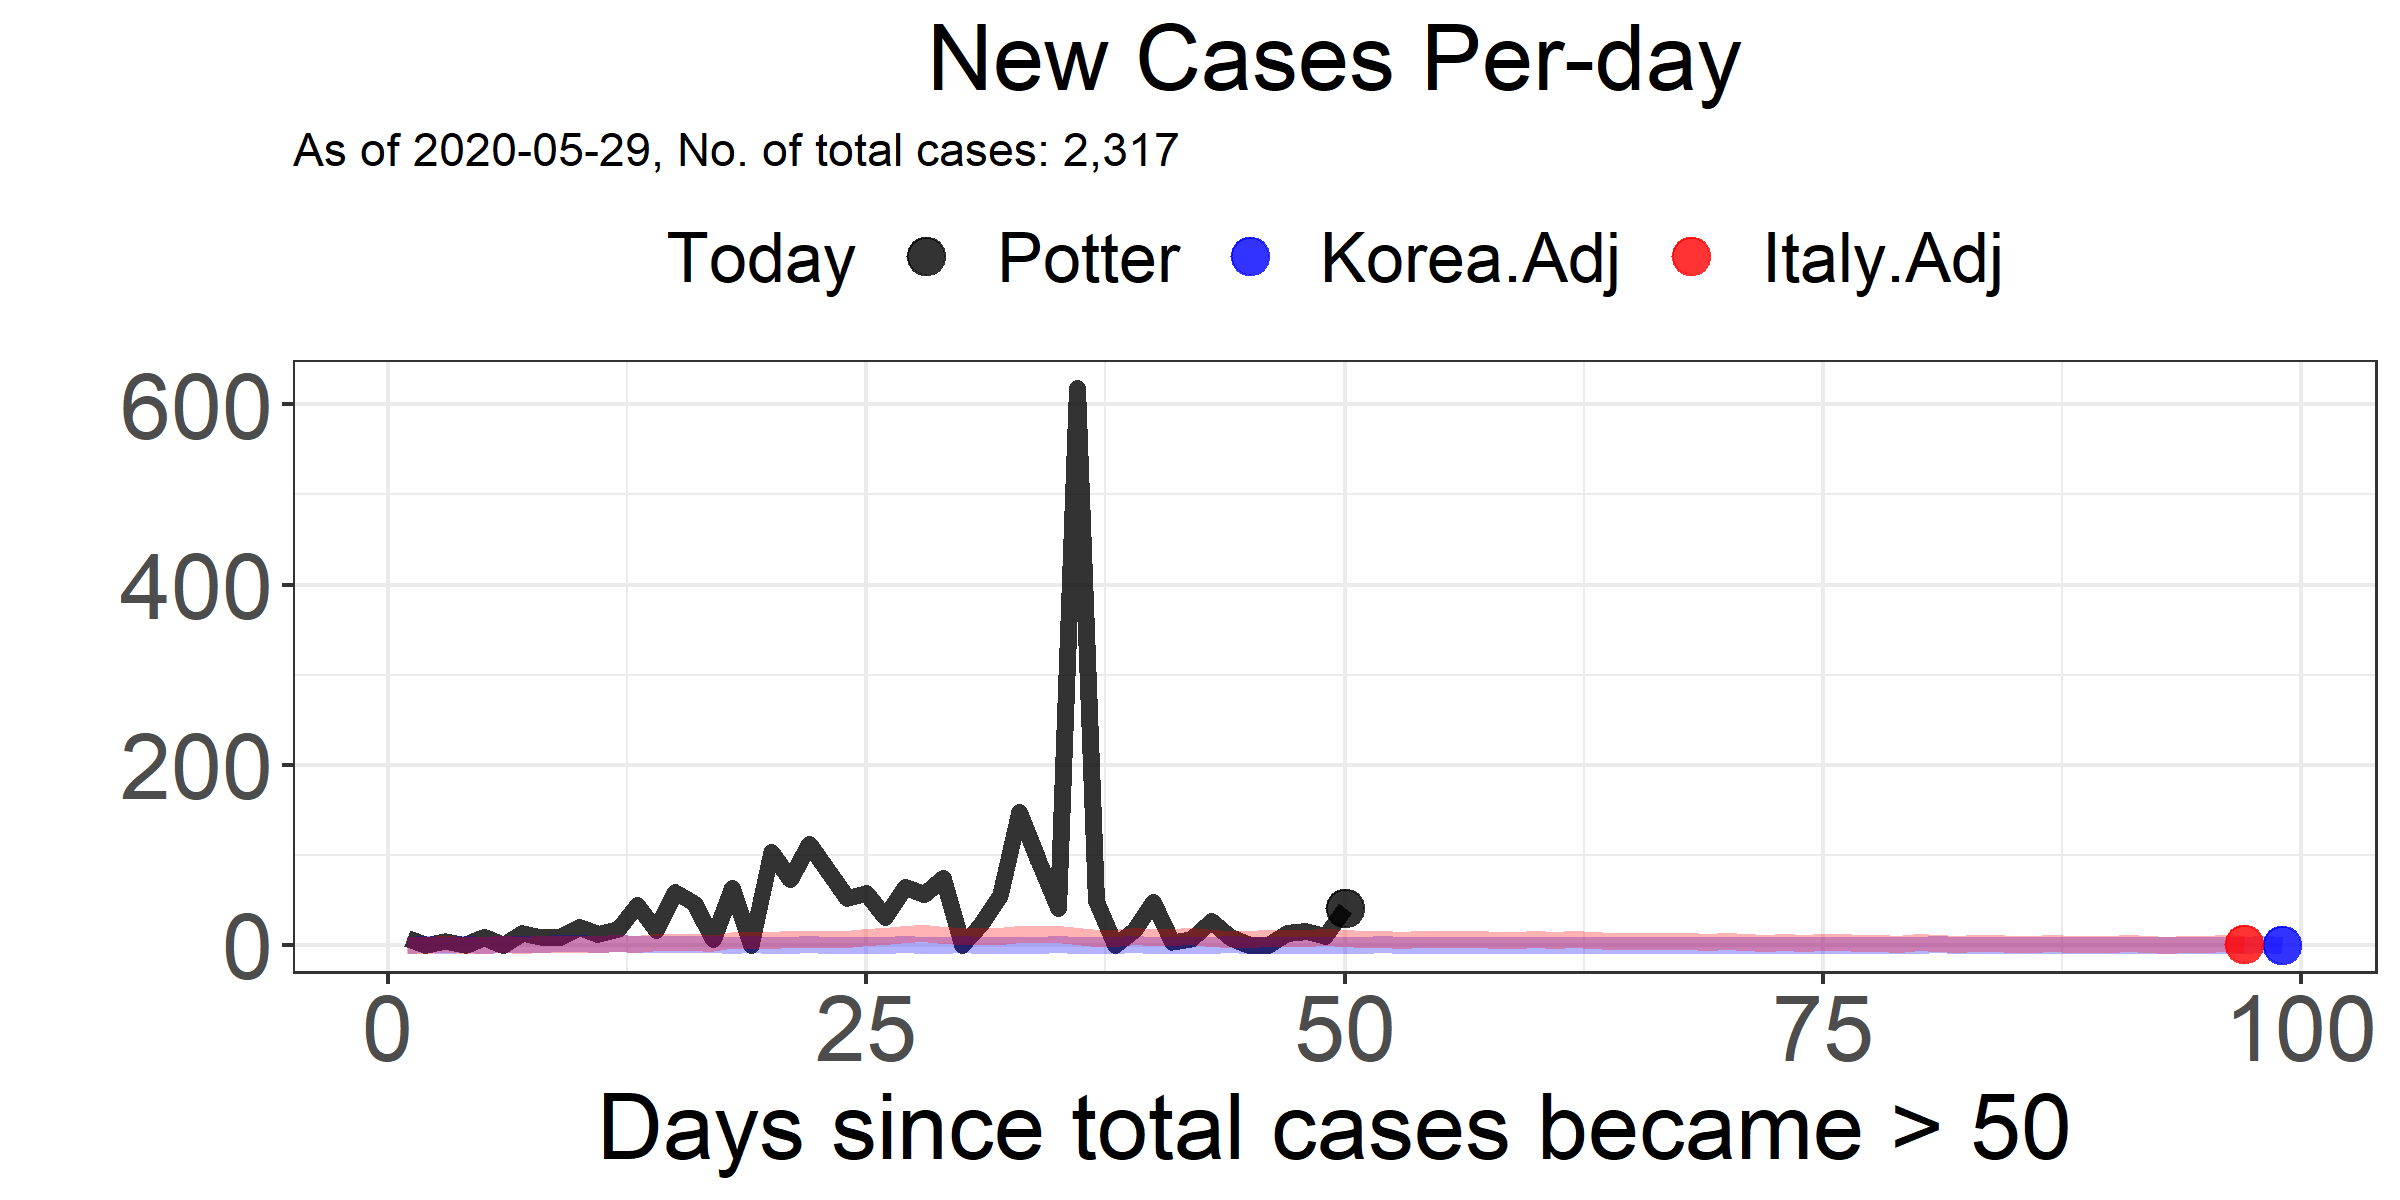 New Cases Per-day
As of 2020-05-29, No. of total cases: 2,317
Today Potter Korea.Adj Italy.Adj
600
400
200
0
0 25 50 75 100
Days since total cases became > 50